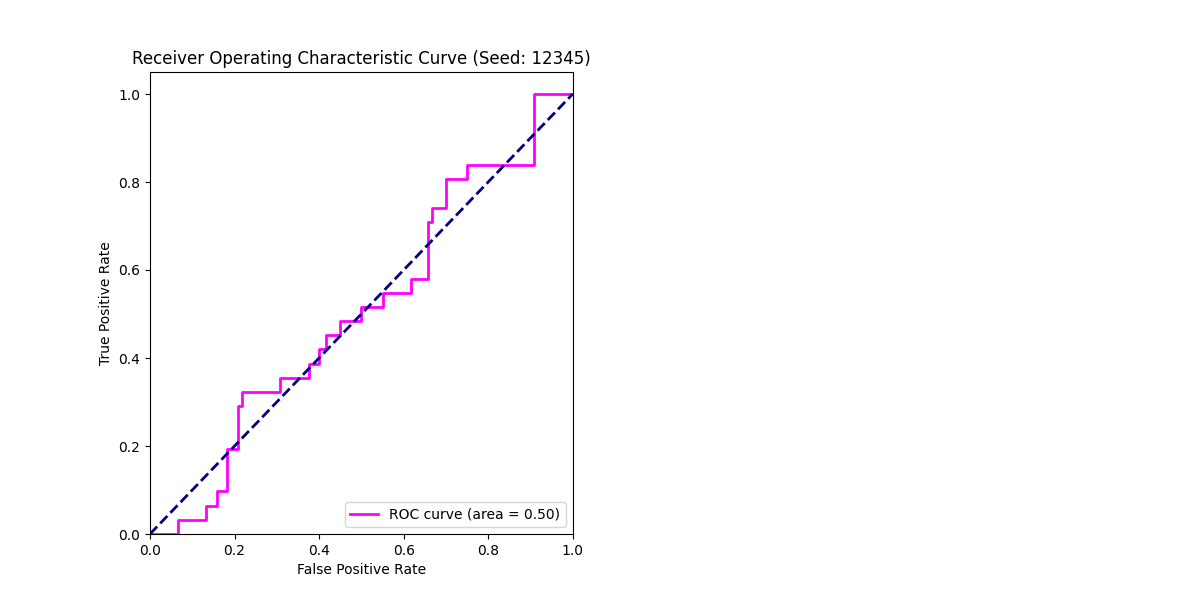 Receiver Operating Characteristic Curve (Seed: 12345)
1.0
0.8
0.6
0.4
0.2
0.0
True Positive Rate
ROC curve (area = 0.50)
0.0 0.2 0.4 0.6 0.8 1.0
False Positive Rate